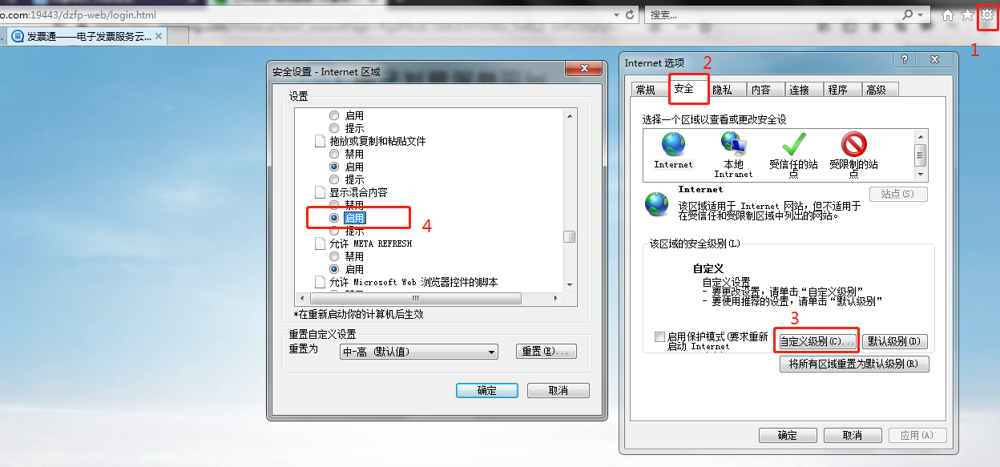 o.com:19443/dzfp-web/login.html
搜索...
发票通——电子发票服务云...
1
安全设置 - Internet 区域
设置
启用
提示
拖放或复制和粘贴文件
禁用
启用
提示
显示混合内容
禁用
启用
4
提示
允许 META REFRESH
禁用
启用
允许 Microsoft Web 浏览器控件的脚本
*在重新启动你的计算机后生效
重置自定义设置
重置为
中-高 (默认值)
重置(E)...
确定
取消
Internet 选项
2
常规
安全
隐私
内容
连接
程序
高级
选择一个区域以查看或更改安全设
Internet
本地
Intranet
受信任的站
点
受限制的站
点
Internet
站点(S)
该区域适用于 Internet 网站，但不适用于
在受信任和受限制区域中列出的网站。
该区域的安全级别(L)
自定义
自定义设置
- 要更改设置，请单击“自定义级别”
- 要使用推荐的设置，请单击“默认级别”
3
启用保护模式(要求重新
启动 Internet
自定义级别(C)...
默认级别(D)
将所有区域重置为默认级别(R)
确定
取消
应用(A)